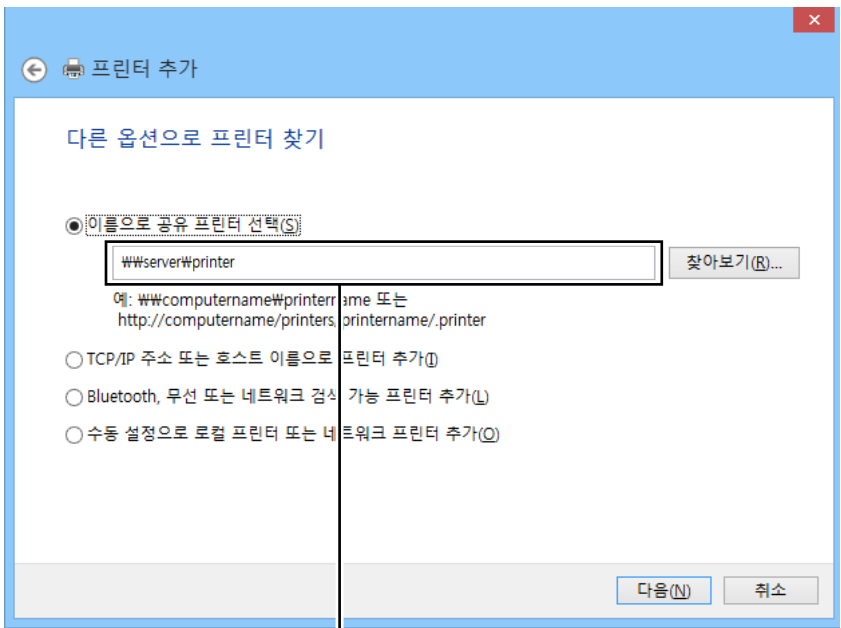 프린터 추가
다른 옵션으로 프린터 찾기
이름으로 공유 프린터 선택(S)
₩₩server₩printer
찾아보기(R)...
예: ₩₩computername₩printername 또는
http://computername/printers/printername/.printer
TCP/IP 주소 또는 호스트 이름으로 프린터 추가(I)
Bluetooth, 무선 또는 네트워크 검색 가능 프린터 추가(L)
수동 설정으로 로컬 프린터 또는 네트워크 프린터 추가(O)
다음(N)
취소